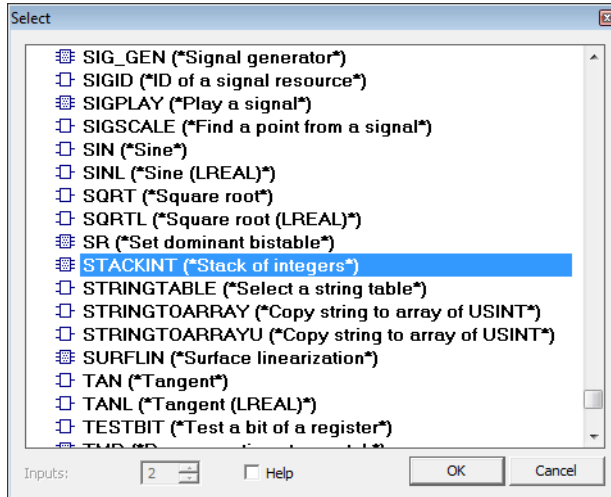 Select
SIG_GEN (*Signal generator*)
SIGID (*ID of a signal resource*)
SIGPLAY (*Play a signal*)
SIGSCALE (*Find a point from a signal*)
SIN (*Sine*)
SINL (*Sine (LREAL)*)
SQRT (*Square root*)
SQRTL (*Square root (LREAL)*)
SR (*Set dominant bistable*)
STACKINT (*Stack of integers*)
STRINGTABLE (*Select a string table*)
STRINGTOARRAY (*Copy string to array of USINT*)
STRINGTOARRAYU (*Copy string to array of USINT*)
SURFLIN (*Surface linearization*)
TAN (*Tangent*)
TANL (*Tangent (LREAL)*)
TESTBIT (*Test a bit of a register*)
Inputs: 2 Help OK Cancel